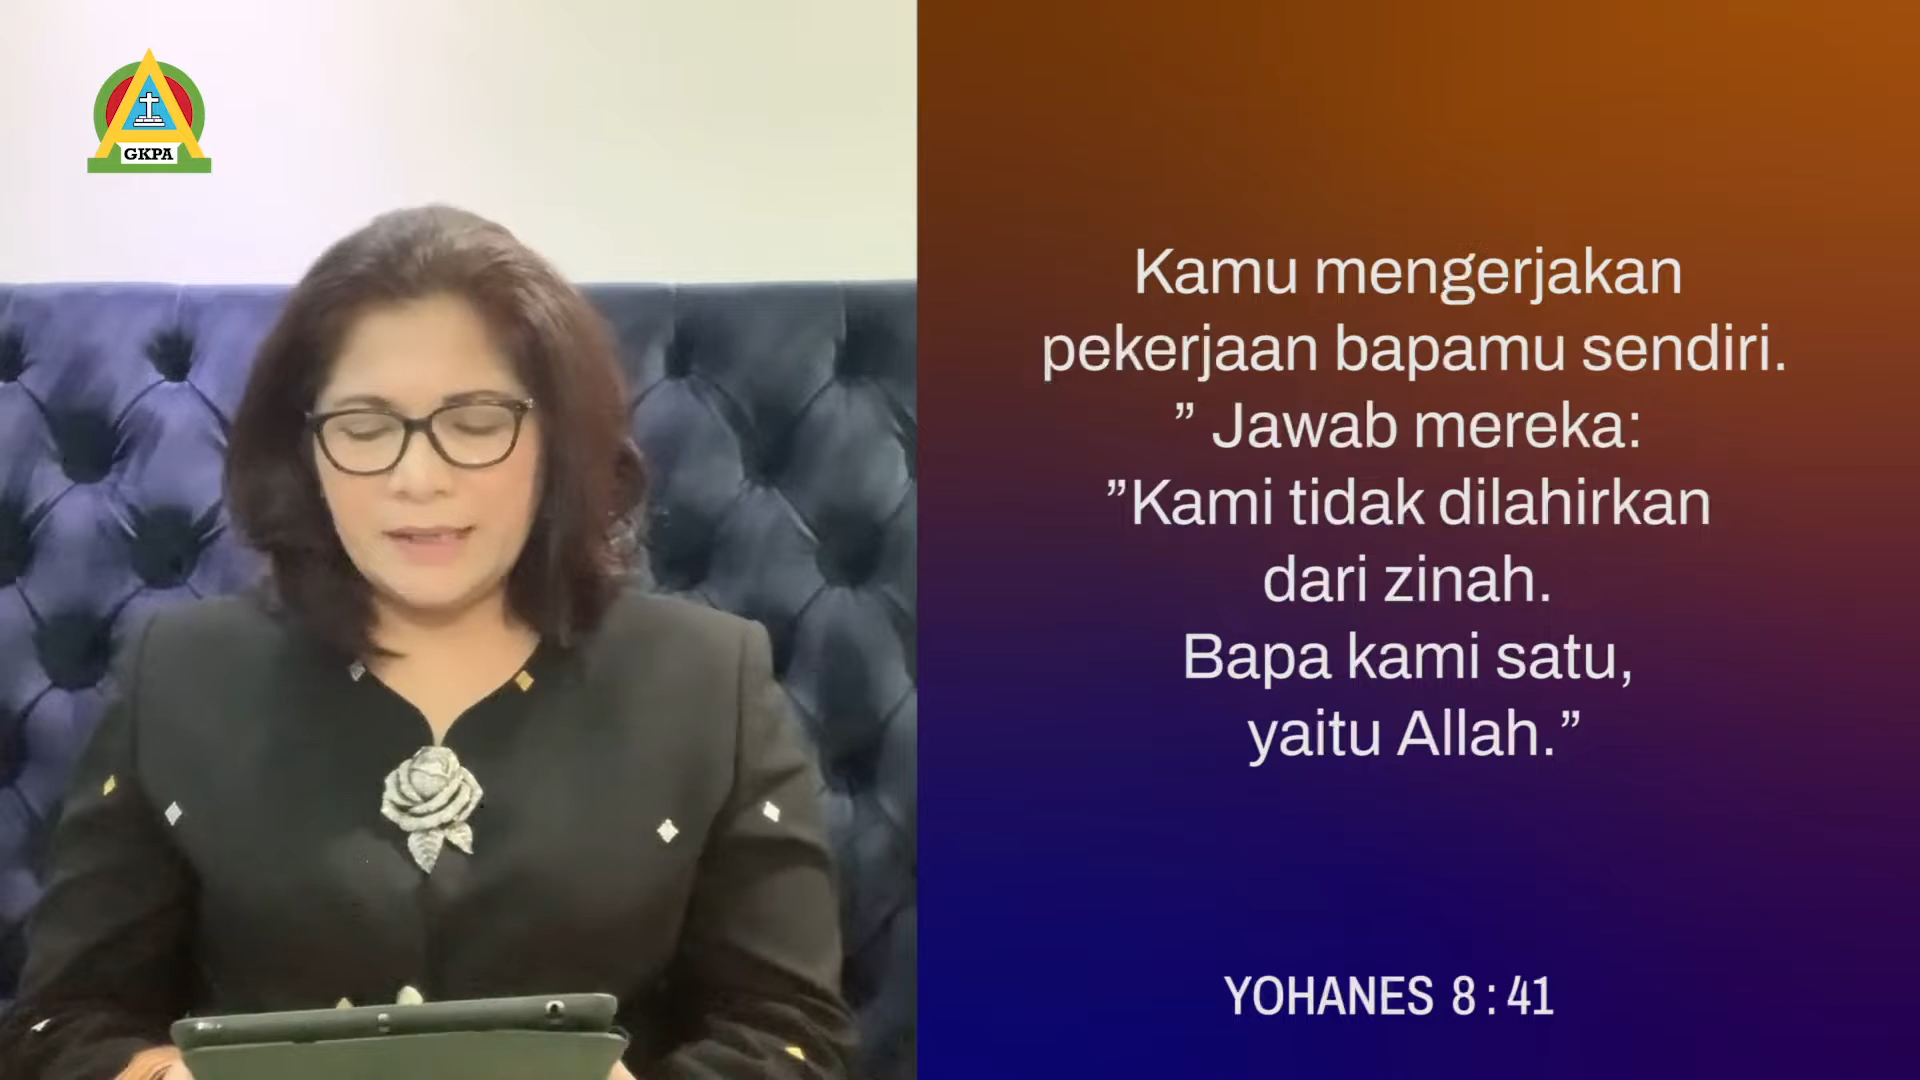 GKPA
Kamu mengerjakan
pekerjaan bapamu sendiri.
” Jawab mereka:
”Kami tidak dilahirkan
dari zinah.
Bapa kami satu,
yaitu Allah.”
YOHANES 8:41